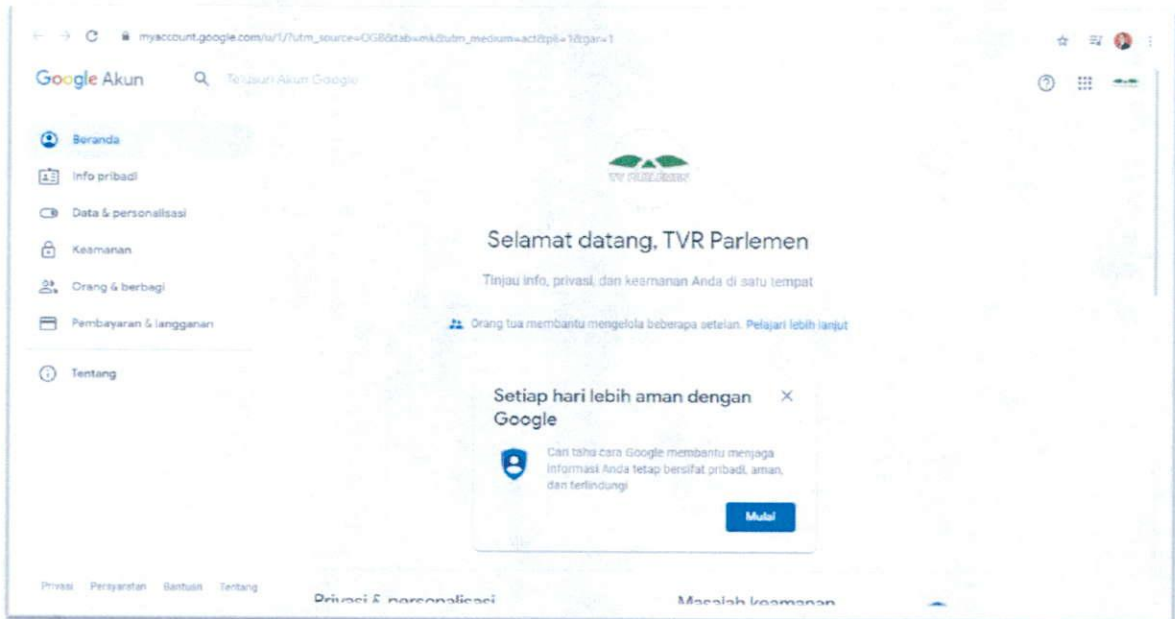 Google Akun
Telusuri Akun Google
Beranda
Info pribadi
Data & personalisasi
Keamanan
Orang & berbagi
Pembayaran & langganan
Tentang
Selamat datang, TVR Parlemen
Tinjau info, privasi, dan keamanan Anda di satu tempat
Orang tua membantu mengelola beberapa setelan. Pelajari lebih lanjut
Setiap hari lebih aman dengan
Google
Cari tahu cara Google membantu menjaga
informasi Anda tetap bersifat pribadi, aman,
dan terlindungi
Mulai
Privasi Persyaratan Bantuan Tentang
Privasi & personalisasi
Masalah keamanan